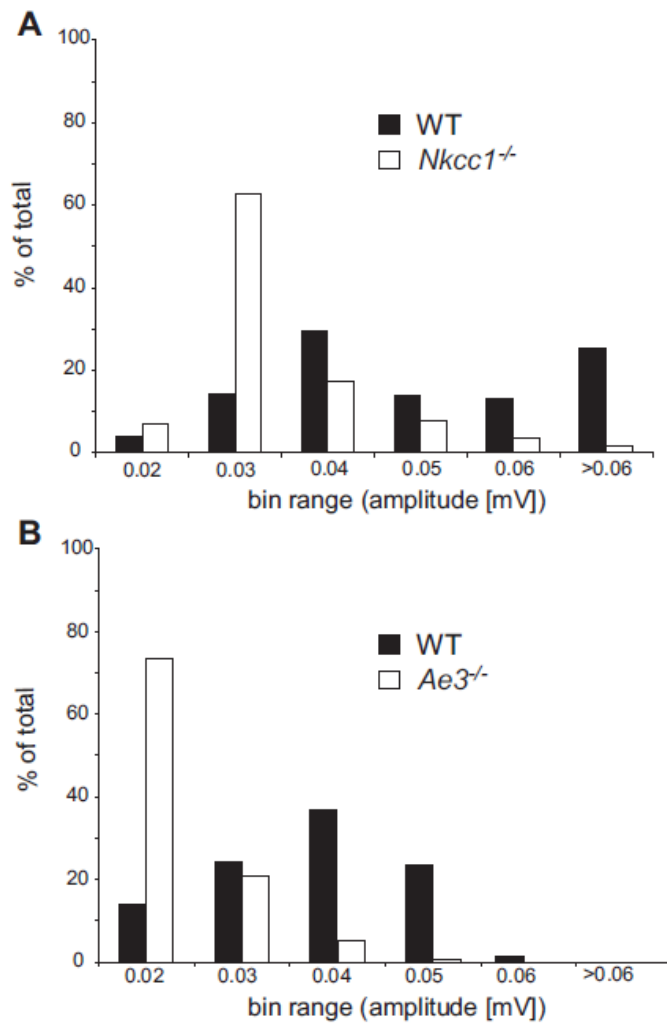 A
100
80
60
40
20
0
% of total
WT
Nkcc1-/-
0.02 0.03 0.04 0.05 0.06 >0.06
bin range (amplitude [mV])
B
100
80
60
40
20
0
% of total
WT
Ae3-/-
0.02 0.03 0.04 0.05 0.06 >0.06
bin range (amplitude [mV])